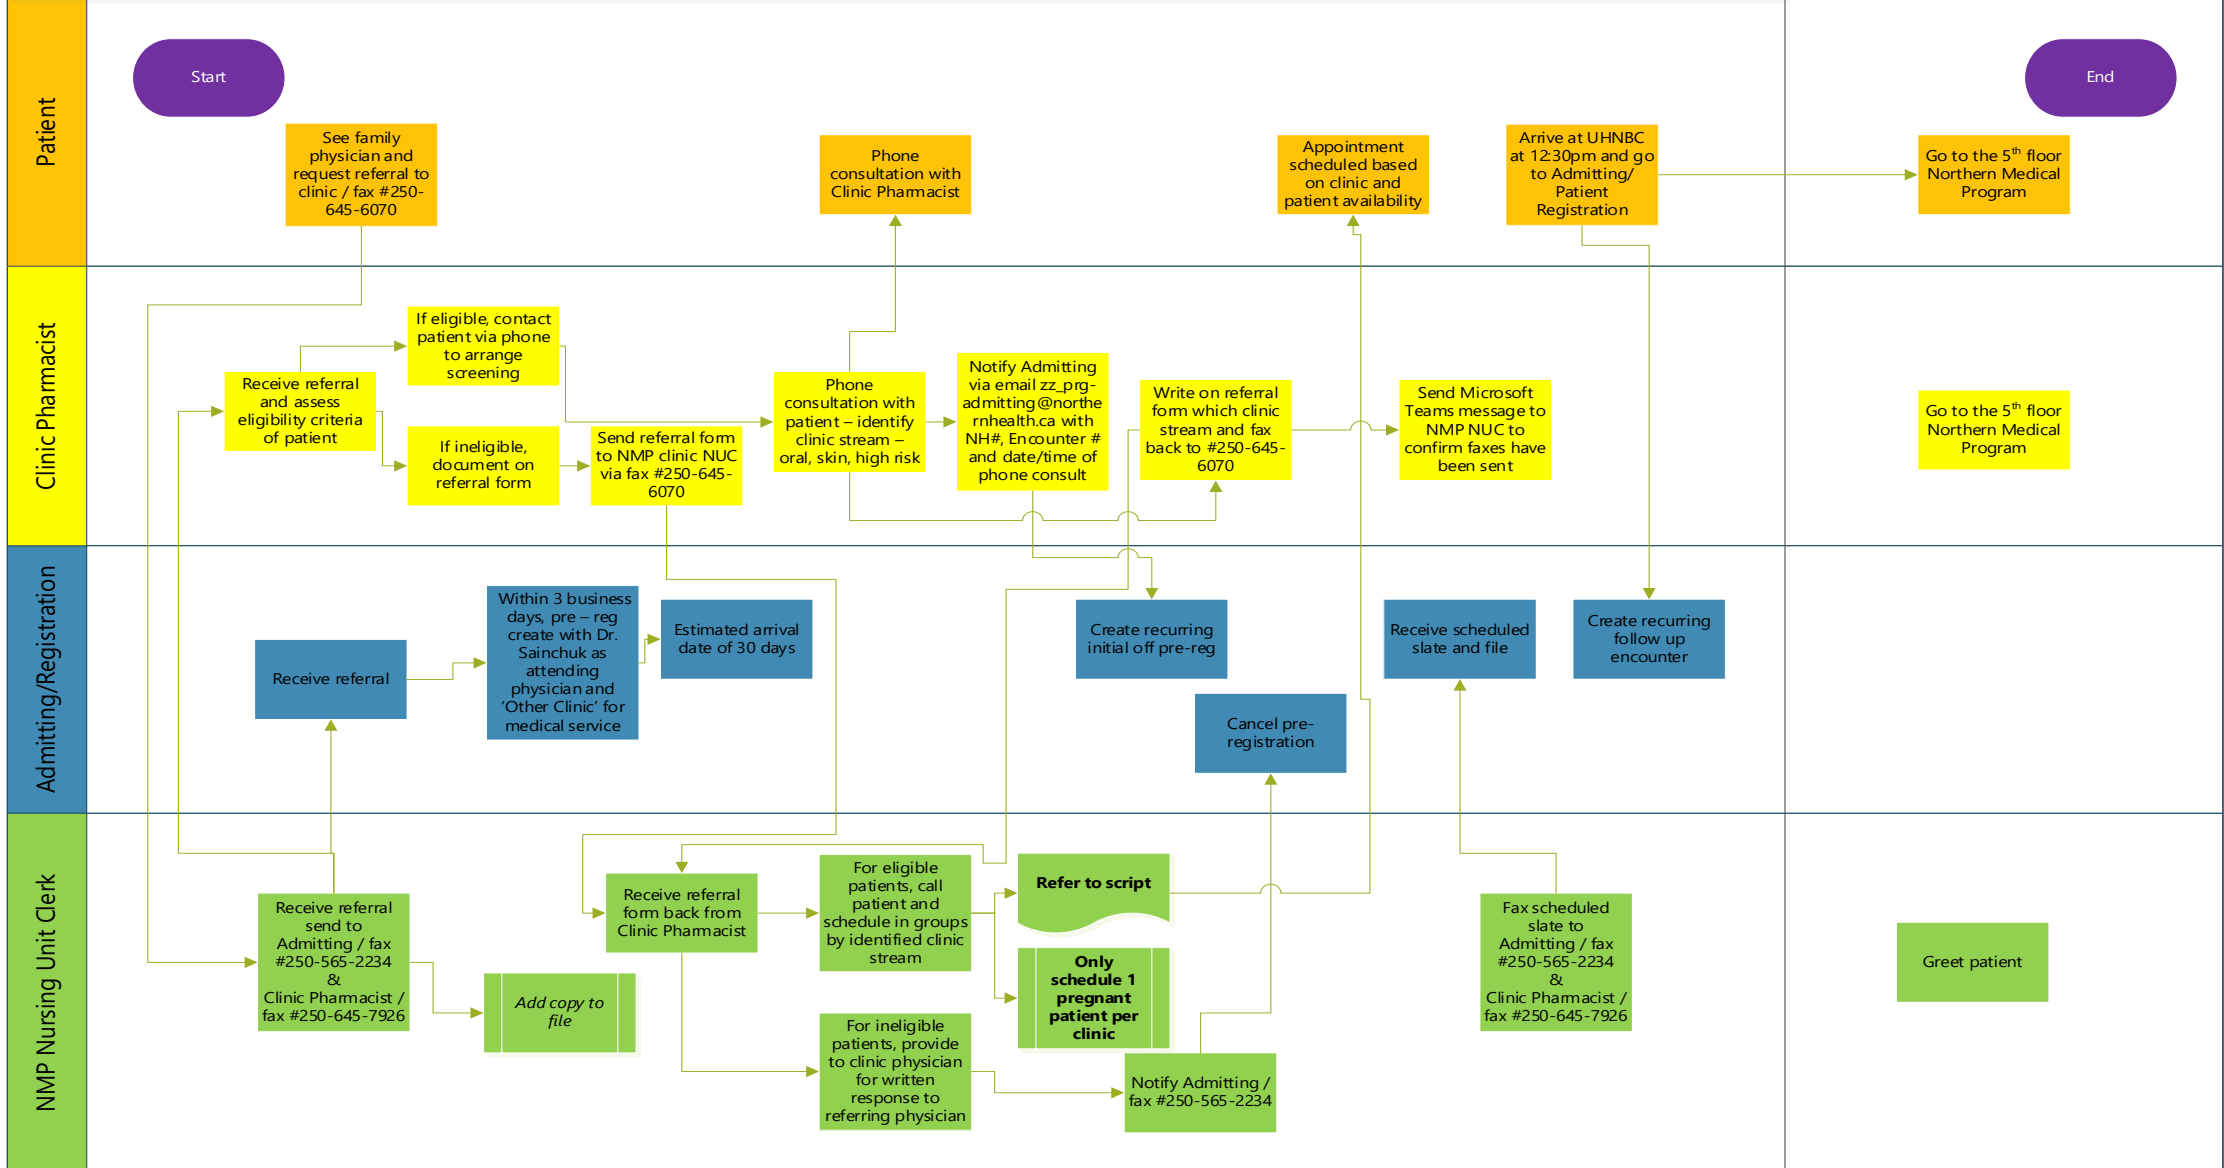 Patient
Start
End
See family
physician and
request referral to
clinic / fax #250-
645-6070
Phone
consultation with
Clinic Pharmacist
Appointment
scheduled based
on clinic and
patient availability
Arrive at UHNBC
at 12:30pm and go
to Admitting/
Patient
Registration
Go to the 5th floor
Northern Medical
Program
Clinic Pharmacist
Receive referral
and assess
eligibility criteria
of patient
If eligible, contact
patient via phone
to arrange
screening
If ineligible,
document on
referral form
Send referral form
to NMP clinic NUC
via fax #250-645-
6070
Phone
consultation with
patient – identify
clinic stream –
oral, skin, high risk
Notify Admitting
via email zz_prg-
admitting@northe
rnhealth.ca with
NH#, Encounter #
and date/time of
phone consult
Write on referral
form which clinic
stream and fax
back to #250-645-
6070
Send Microsoft
Teams message to
NMP NUC to
confirm faxes have
been sent
Go to the 5th floor
Northern Medical
Program
Admitting/Registration
Receive referral
Within 3 business
days, pre – reg
create with Dr.
Sainchuk as
attending
physician and
‘Other Clinic’ for
medical service
Estimated arrival
date of 30 days
Create recurring
initial off pre-reg
Cancel pre-
registration
Receive scheduled
slate and file
Create recurring
follow up
encounter
NMP Nursing Unit Clerk
Receive referral
send to
Admitting / fax
#250-565-2234
&
Clinic Pharmacist /
fax #250-645-7926
Add copy to
file
Receive referral
form back from
Clinic Pharmacist
For eligible
patients, call
patient and
schedule in groups
by identified clinic
stream
For ineligible
patients, provide
to clinic physician
for written
response to
referring physician
Refer to script
Only
schedule 1
pregnant
patient per
clinic
Notify Admitting /
fax #250-565-2234
Fax scheduled
slate to
Admitting / fax
#250-565-2234
&
Clinic Pharmacist /
fax #250-645-7926
Greet patient